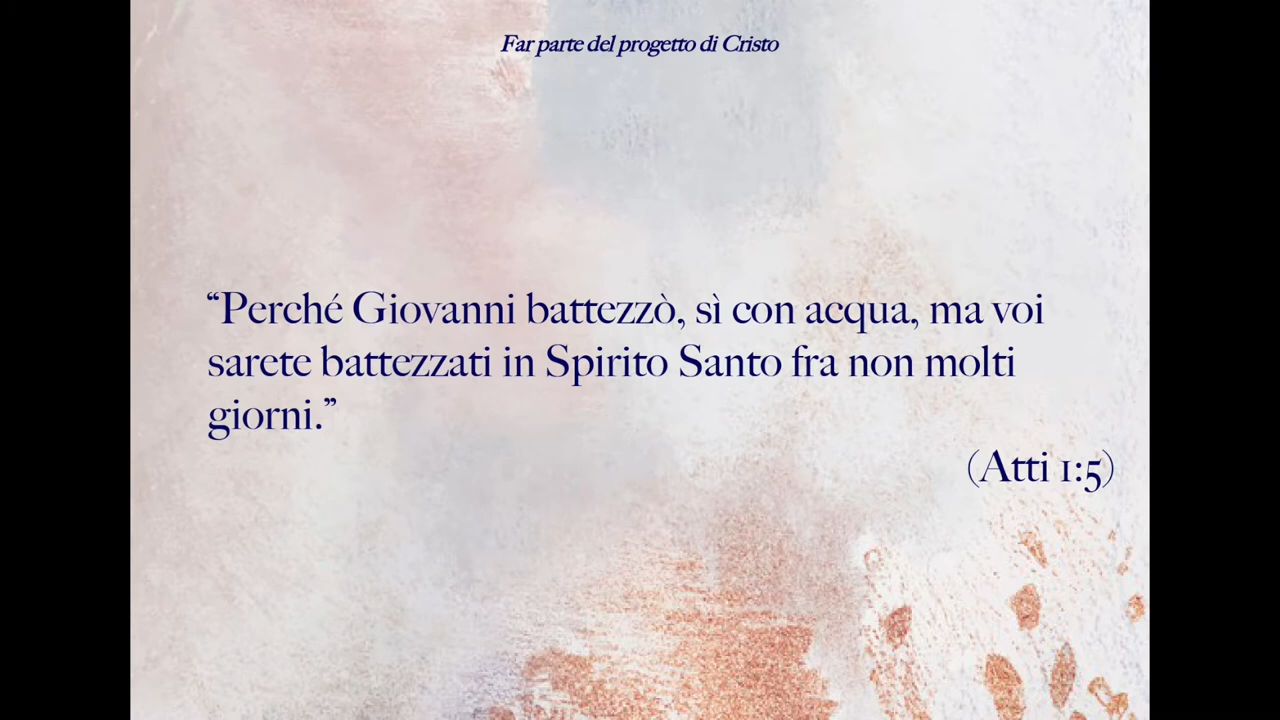 Far parte del progetto di Cristo
“Perché Giovanni battezzò, sì con acqua, ma voi
sarete battezzati in Spirito Santo fra non molti
giorni.”
(Atti 1:5)